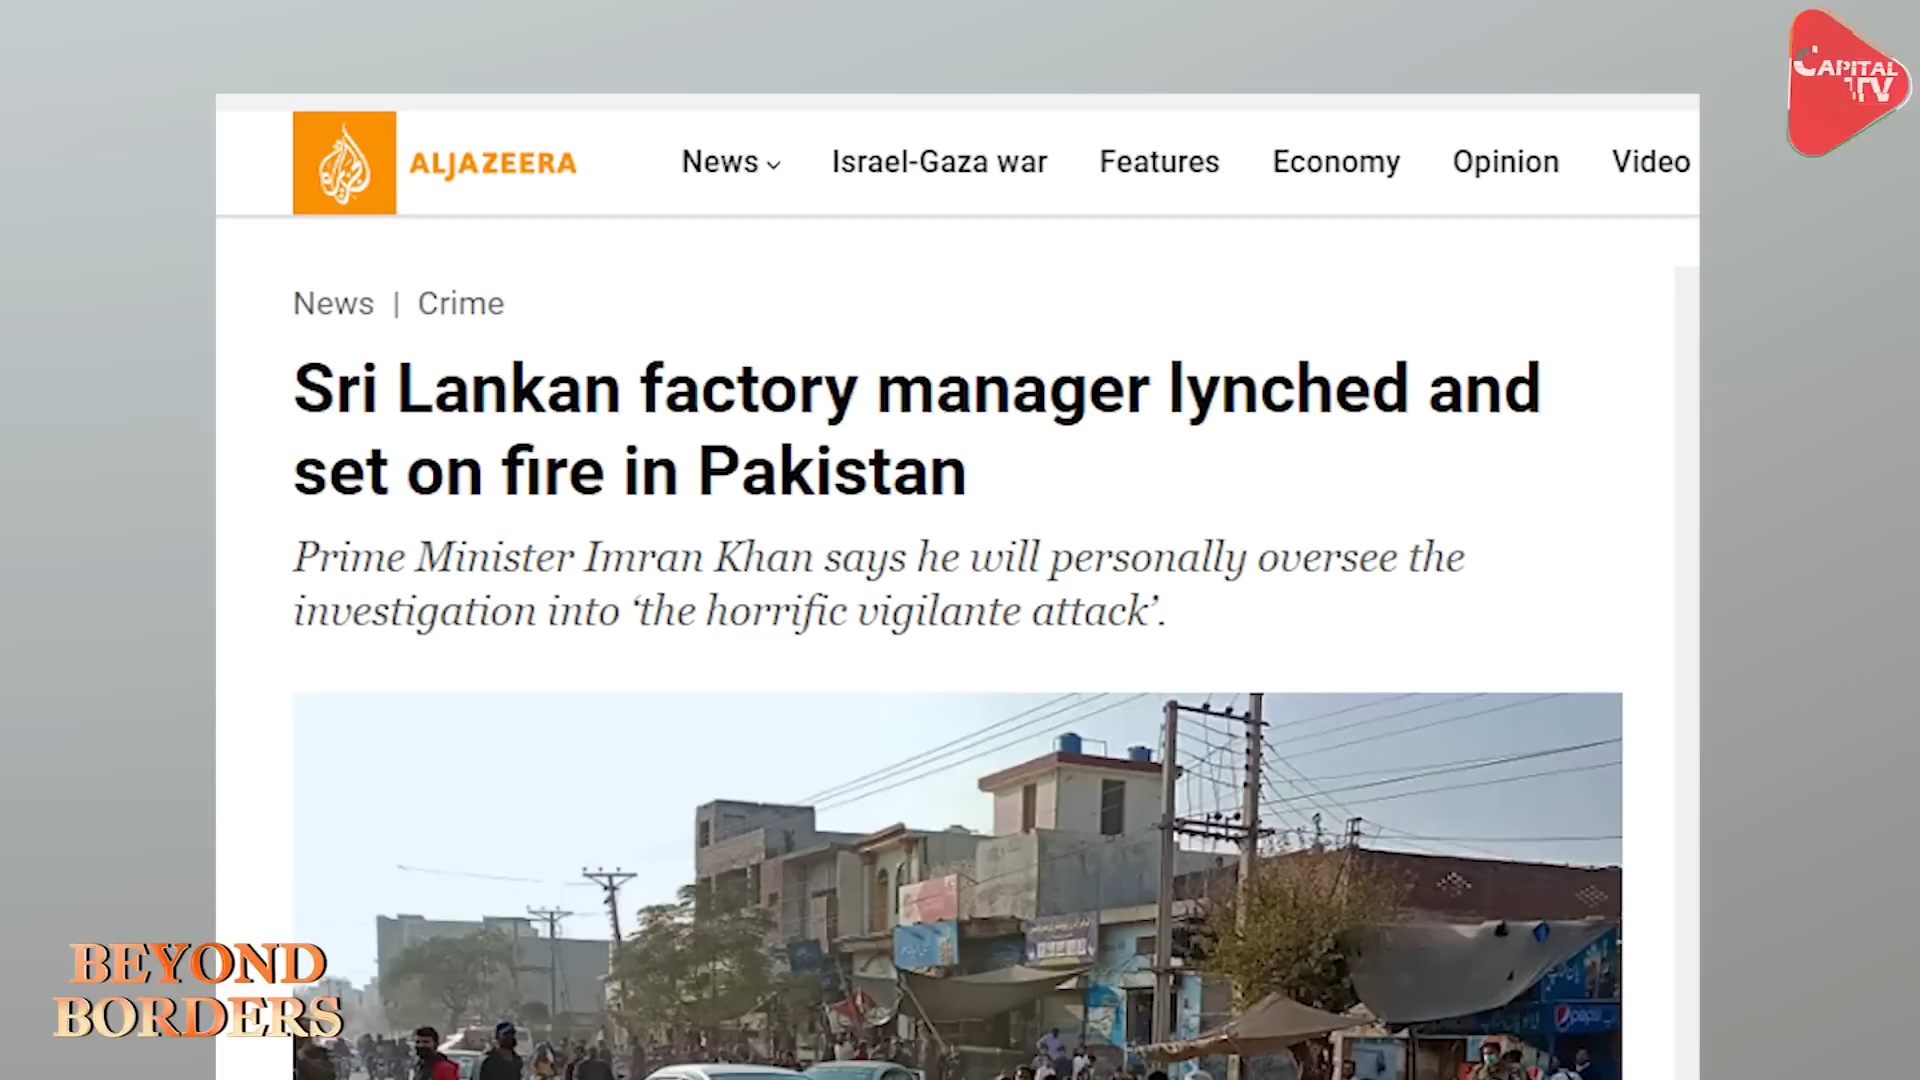 CAPITAL
TV
ALJAZEERA
News
Israel-Gaza war
Features
Economy
Opinion
Video
News | Crime
Sri Lankan factory manager lynched and
set on fire in Pakistan
Prime Minister Imran Khan says he will personally oversee the
investigation into ‘the horrific vigilante attack’.
pepsi
BEYOND
BORDERS